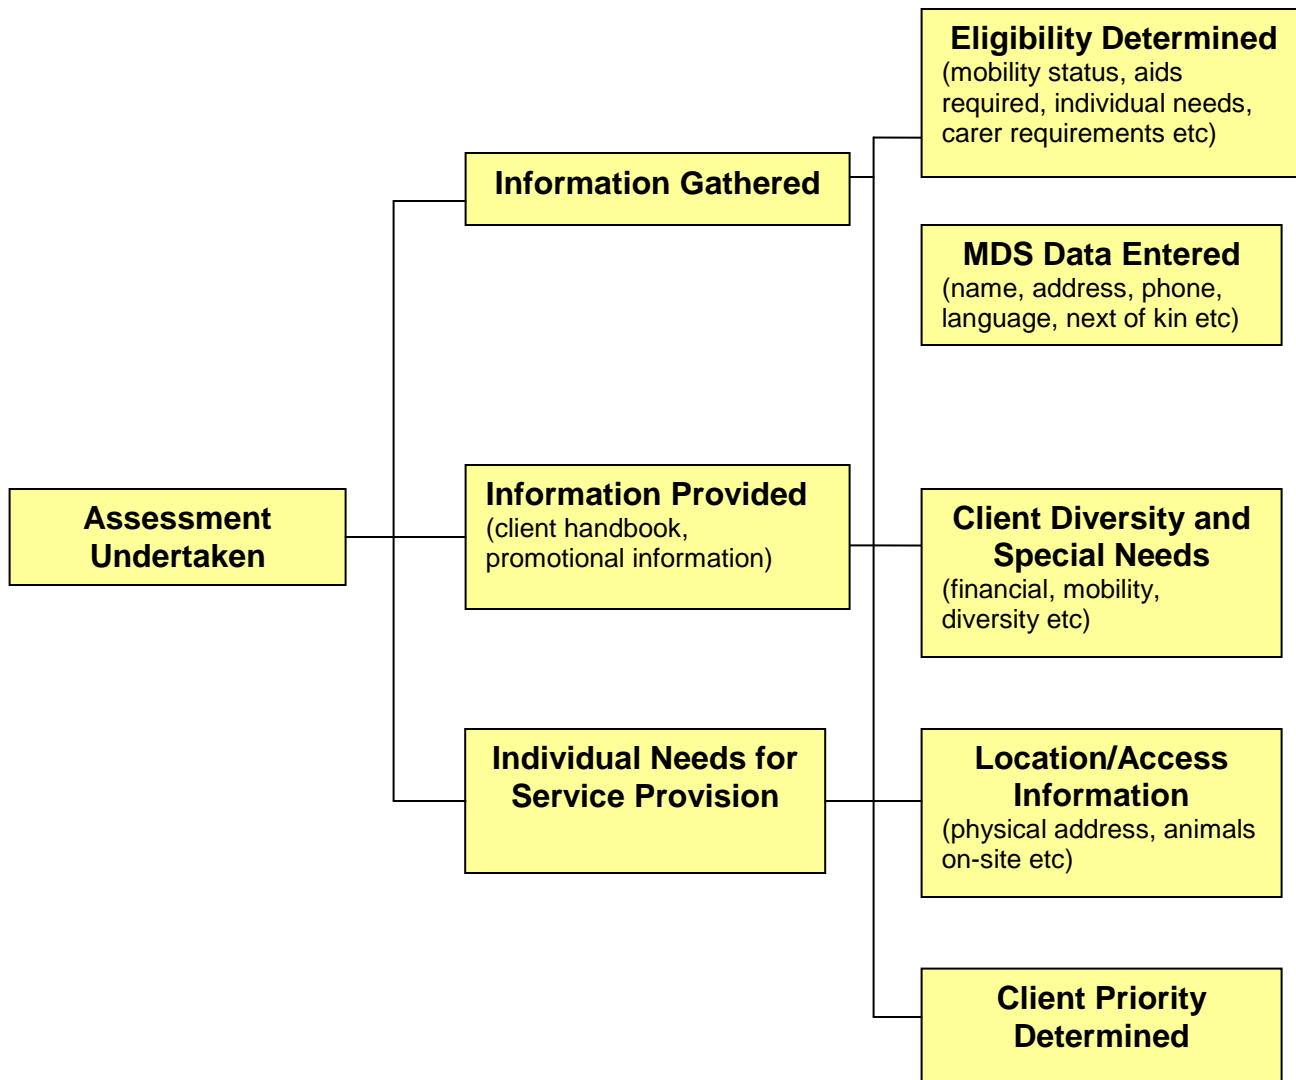 Eligibility Determined
(mobility status, aids
required, individual needs,
carer requirements etc)
Information Gathered
MDS Data Entered
(name, address, phone,
language, next of kin etc)
Assessment
Undertaken
Information Provided
(client handbook,
promotional information)
Client Diversity and
Special Needs
(financial, mobility,
diversity etc)
Individual Needs for
Service Provision
Location/Access
Information
(physical address, animals
on-site etc)
Client Priority
Determined